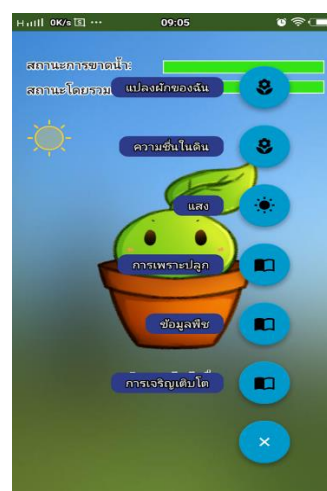 0K/s ... 09:05
สถานะการขาดน้ำ:
สถานะโดยรวม
แปลงผักของฉัน
ความชื้นในดิน
แสง
การเพาะปลูก
ข้อมูลพืช
การเจริญเติบโต